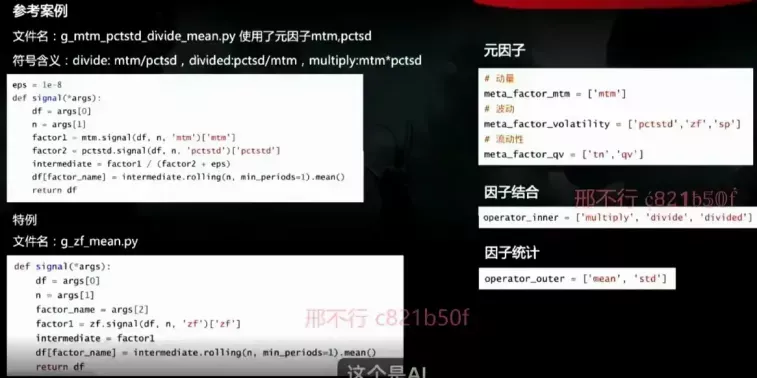 参考案例
文件名：g_mtm_pctstd_divide_mean.py 使用了元因子mtm,pctsd
符号含义：divide: mtm/pctsd，divided:pctsd/mtm，multiply:mtm*pctsd
eps = 1e-8
def signal(*args):
    df = args[0]
    n = args[1]
    factor1 = mtm.signal(df, n, 'mtm')['mtm']
    factor2 = pctstd.signal(df, n, 'pctstd')['pctstd']
    intermediate = factor1 / (factor2 + eps)
    df[factor_name] = intermediate.rolling(n, min_periods=1).mean()
    return df
特例
文件名：g_zf_mean.py
def signal(*args):
    df = args[0]
    n = args[1]
    factor_name = args[2]
    factor1 = zf.signal(df, n, 'zf')['zf']
    intermediate = factor1
    df[factor_name] = intermediate.rolling(n, min_periods=1).mean()
    return df
元因子
# 动量
meta_factor_mtm = ['mtm']
# 波动
meta_factor_volatility = ['pctstd','zf','sp']
# 流动性
meta_factor_qv = ['tn','qv']
因子结合
operator_inner = ['multiply', 'divide', 'divided']
因子统计
operator_outer = ['mean', 'std']
邢不行 c821b50f
邢不行 c821b50f
这个是AI